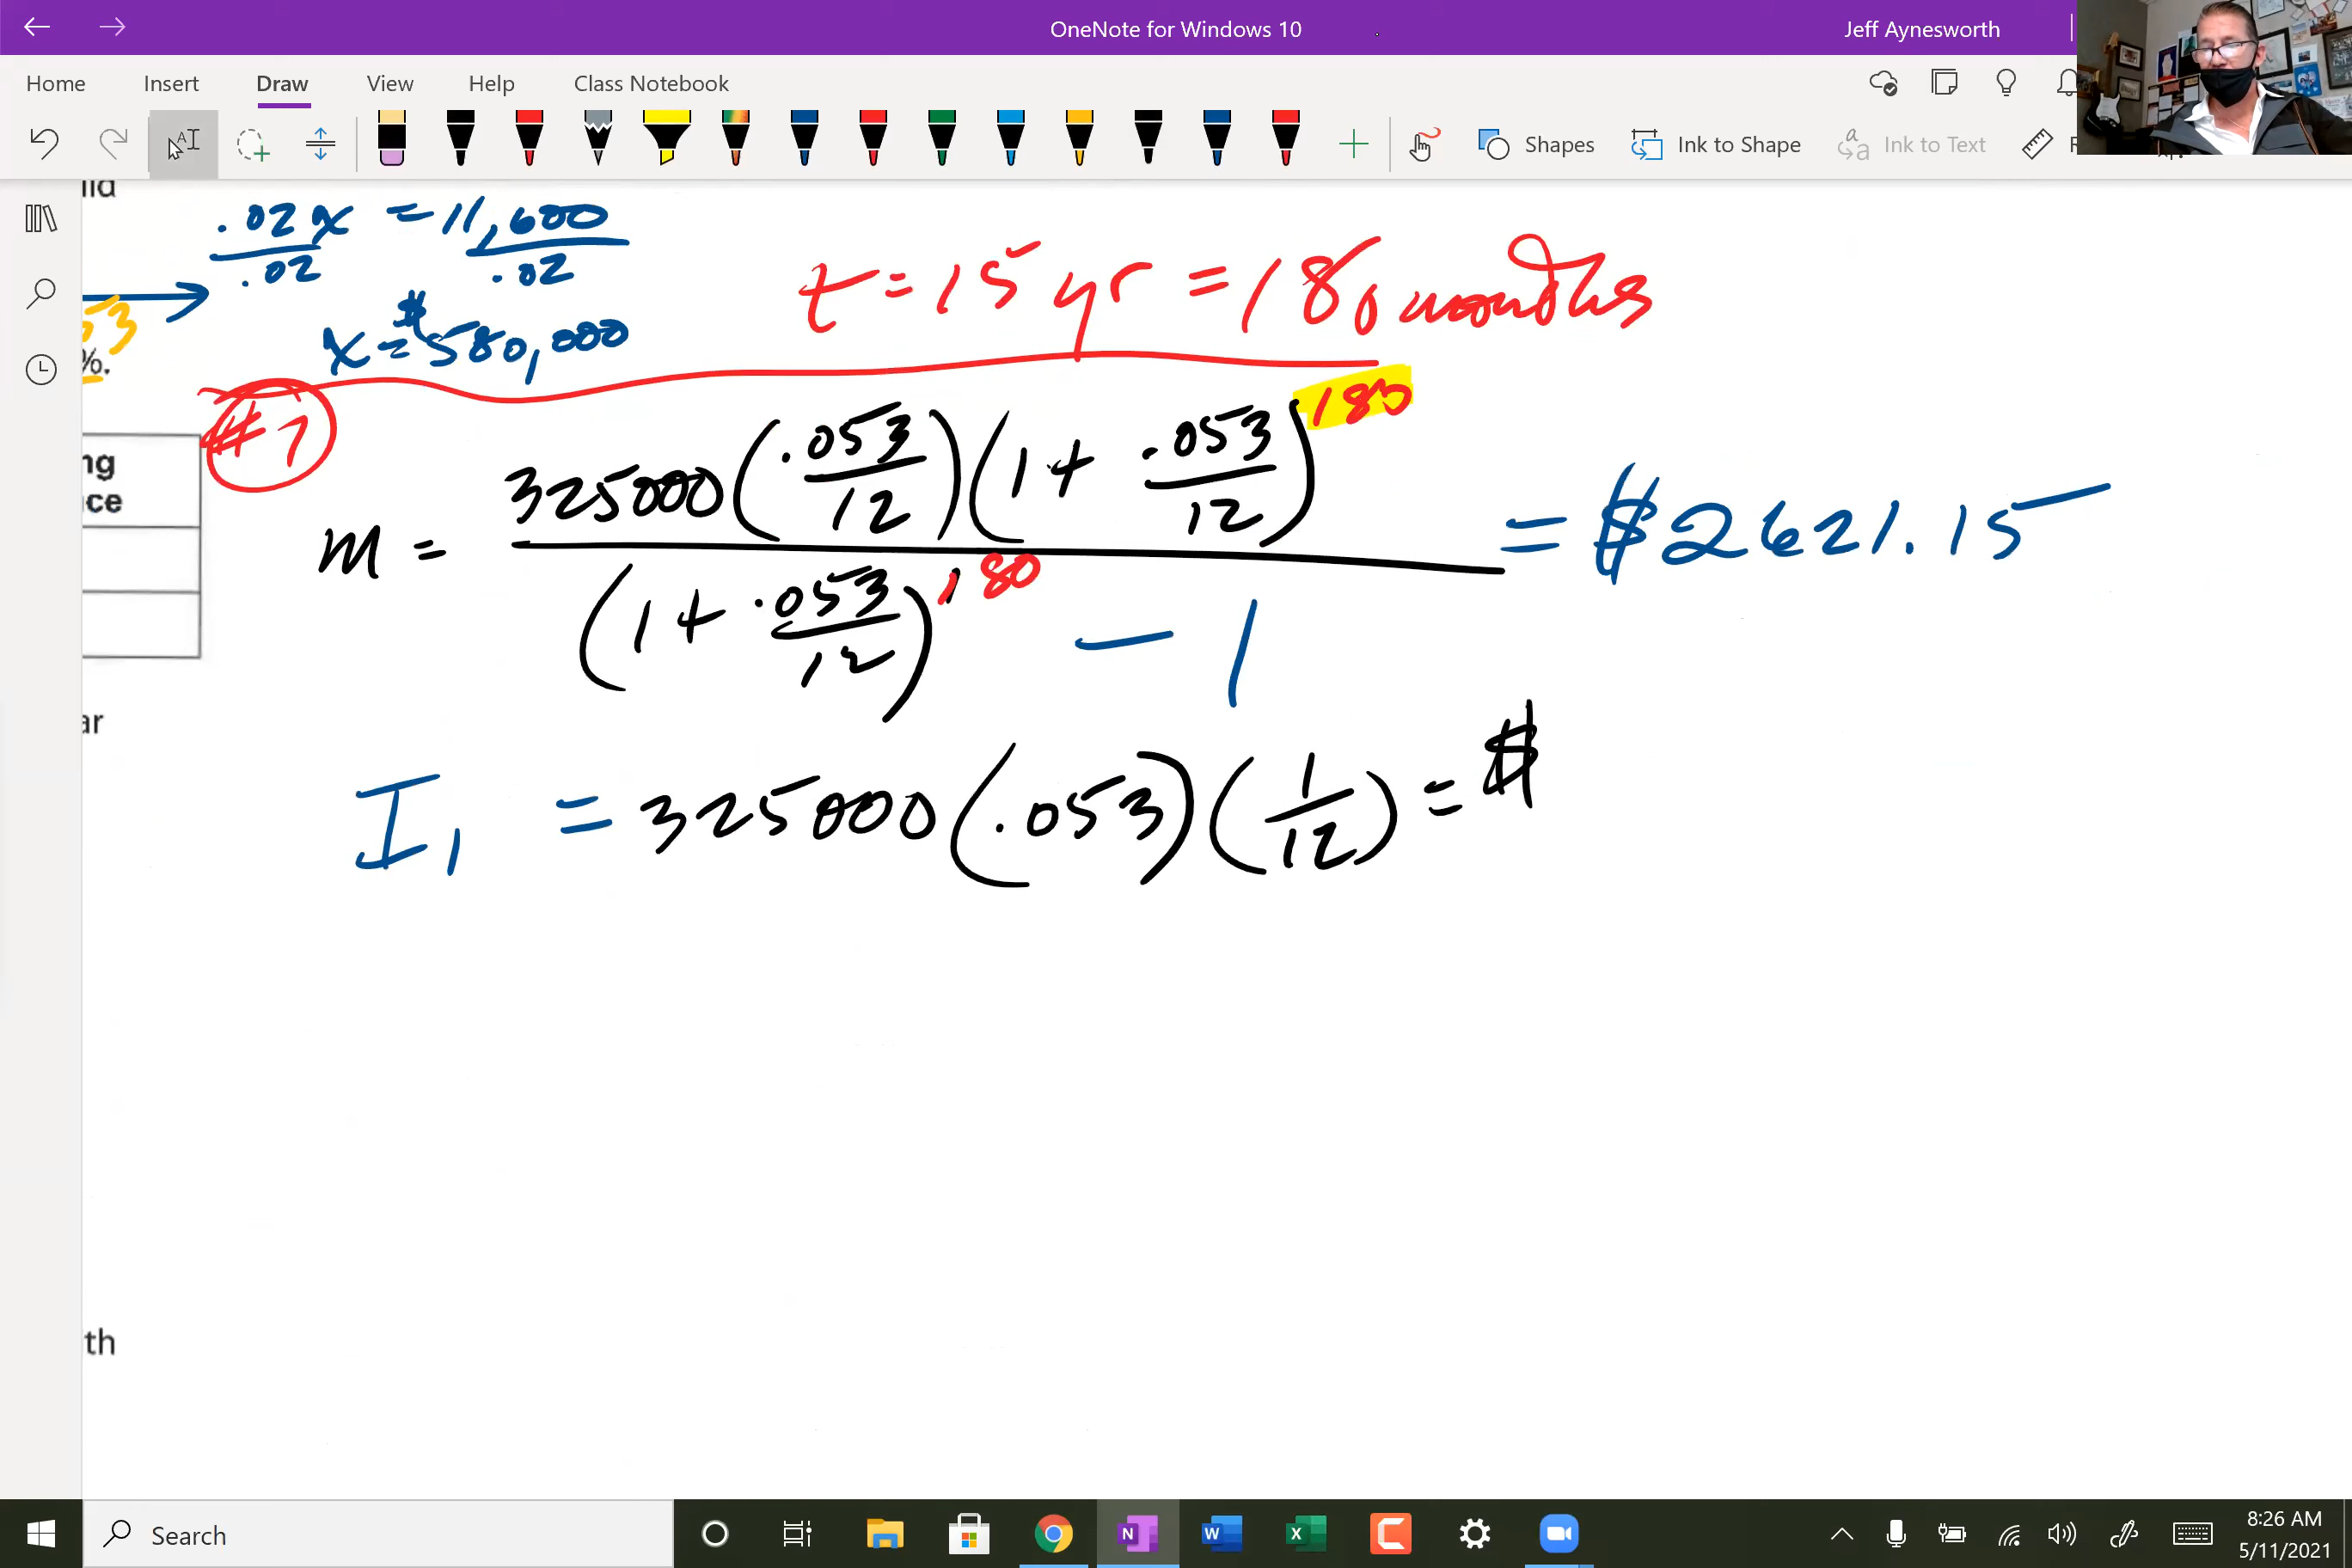 OneNote for Windows 10
Jeff Aynesworth
Home Insert Draw View Help Class Notebook
Shapes Ink to Shape Ink to Text
.02x = 11,600
.02 .02
x = $580,000
t = 15 yr = 180 months
53
%.
#7
ng
ce
m = 325000(.053/12)(1 + .053/12)^180 / (1 + .053/12)^180 - 1 = $2621.15
ar
I₁ = 325000(.053)(1/12) = $
th
Search
8:26 AM
5/11/2021